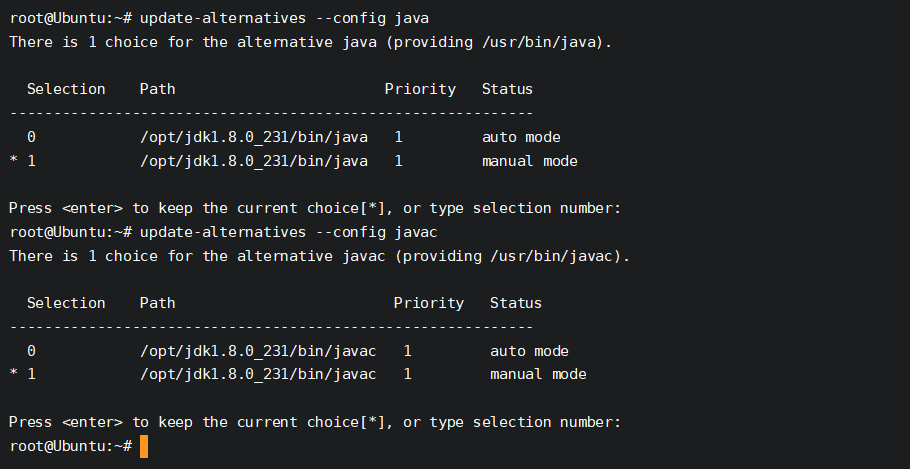 root@Ubuntu:~# update-alternatives --config java
There is 1 choice for the alternative java (providing /usr/bin/java).
  Selection    Path                        Priority   Status
------------------------------------------------------------
  0            /opt/jdk1.8.0_231/bin/java   1         auto mode
* 1            /opt/jdk1.8.0_231/bin/java   1         manual mode
Press <enter> to keep the current choice[*], or type selection number:
root@Ubuntu:~# update-alternatives --config javac
There is 1 choice for the alternative javac (providing /usr/bin/javac).
  Selection    Path                         Priority   Status
------------------------------------------------------------
  0            /opt/jdk1.8.0_231/bin/javac   1         auto mode
* 1            /opt/jdk1.8.0_231/bin/javac   1         manual mode
Press <enter> to keep the current choice[*], or type selection number:
root@Ubuntu:~#